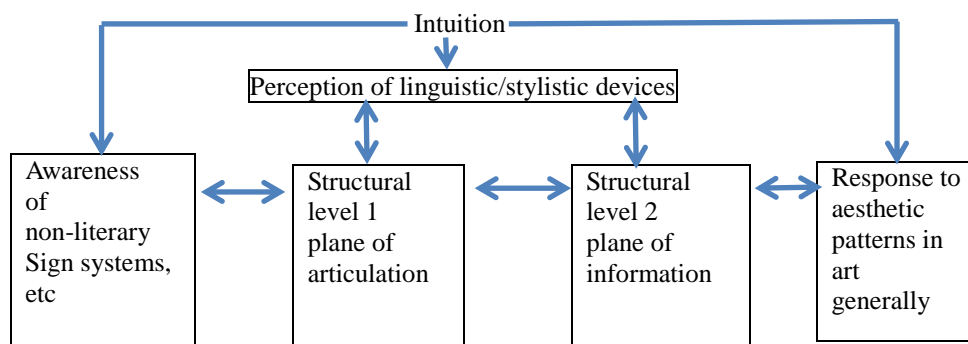 Intuition
Perception of linguistic/stylistic devices
Awareness
of
non-literary
Sign systems,
etc
Structural
level 1
plane of
articulation
Structural
level 2
plane of
information
Response to
aesthetic
patterns in
art
generally